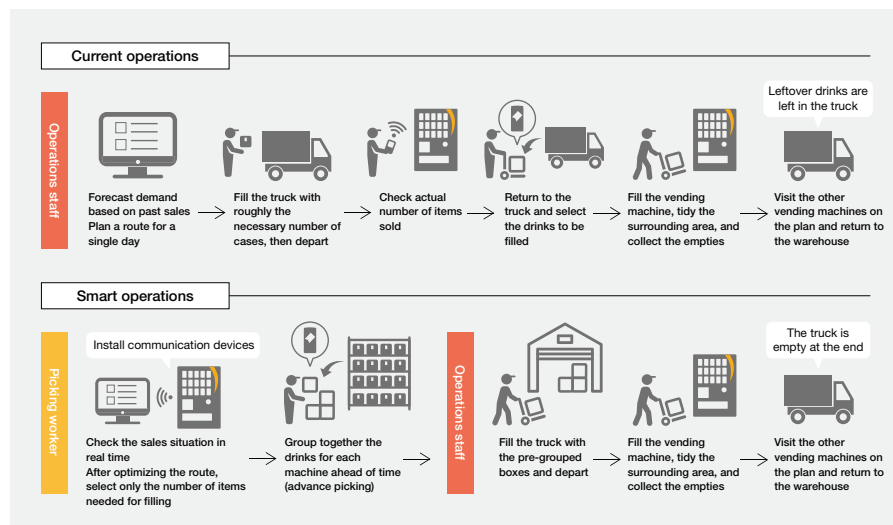 Current operations
Operations staff
Leftover drinks are
left in the truck
Forecast demand
based on past sales
Plan a route for a
single day
Fill the truck with
roughly the
necessary number of
cases, then depart
Check actual
number of items
sold
Return to the
truck and select
the drinks to be
filled
Fill the vending
machine, tidy the
surrounding area, and
collect the empties
Visit the other
vending machines on
the plan and return to
the warehouse
Smart operations
Picking worker
Install communication devices
Check the sales situation in
real time
After optimizing the route,
select only the number of items
needed for filling
Group together the
drinks for each
machine ahead of time
(advance picking)
Operations staff
Fill the truck with
the pre-grouped
boxes and depart
Fill the vending
machine, tidy the
surrounding area, and
collect the empties
The truck is
empty at the end
Visit the other
vending machines on
the plan and return to
the warehouse